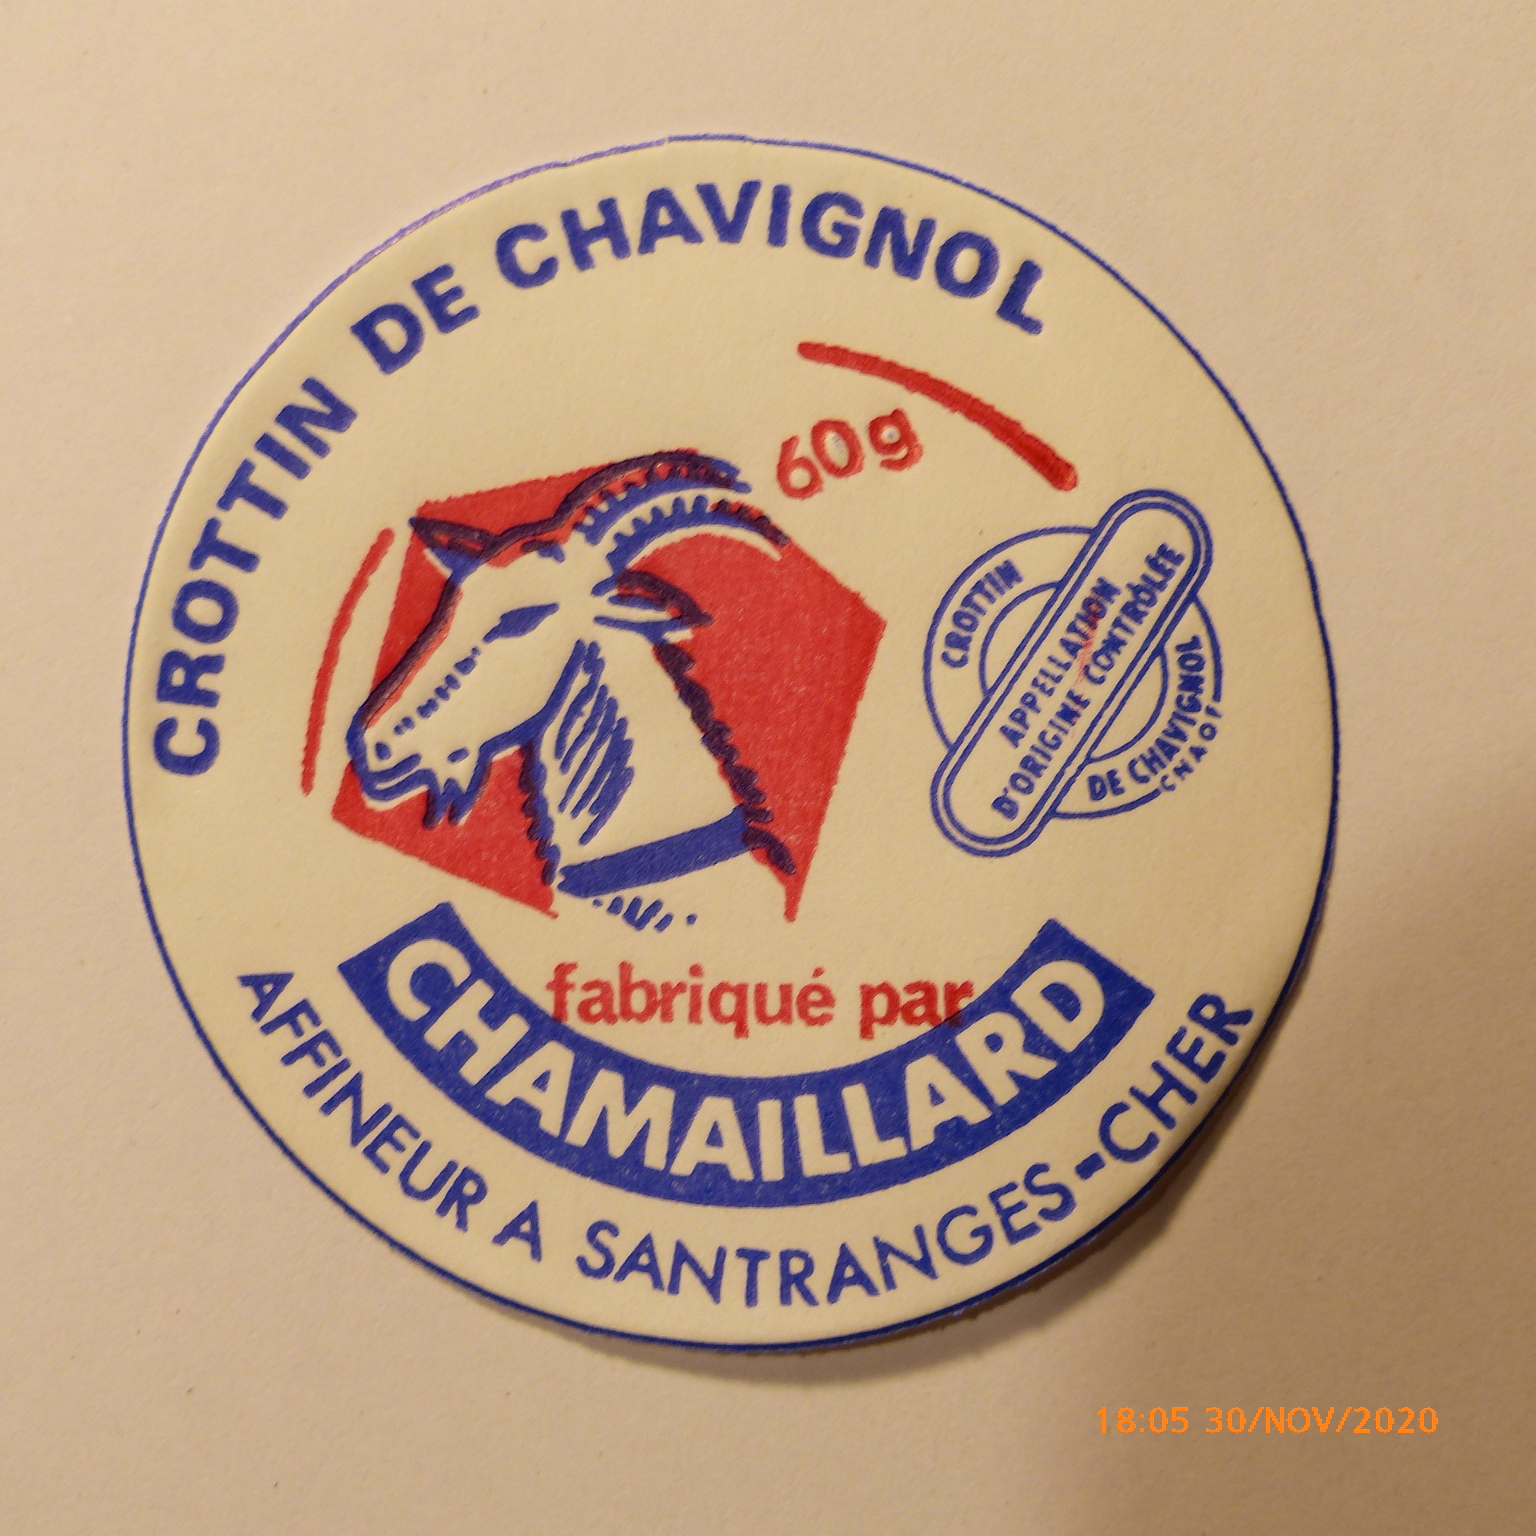 CROTTIN DE CHAVIGNOL
60g
CROTTIN
APPELLATION
D'ORIGINE CONTRÔLÉE
DE CHAVIGNOL
CNAOF
fabriqué par
CHAMAILLARD
AFFINEUR A SANTRANGES-CHER
18:05 30/NOV/2020